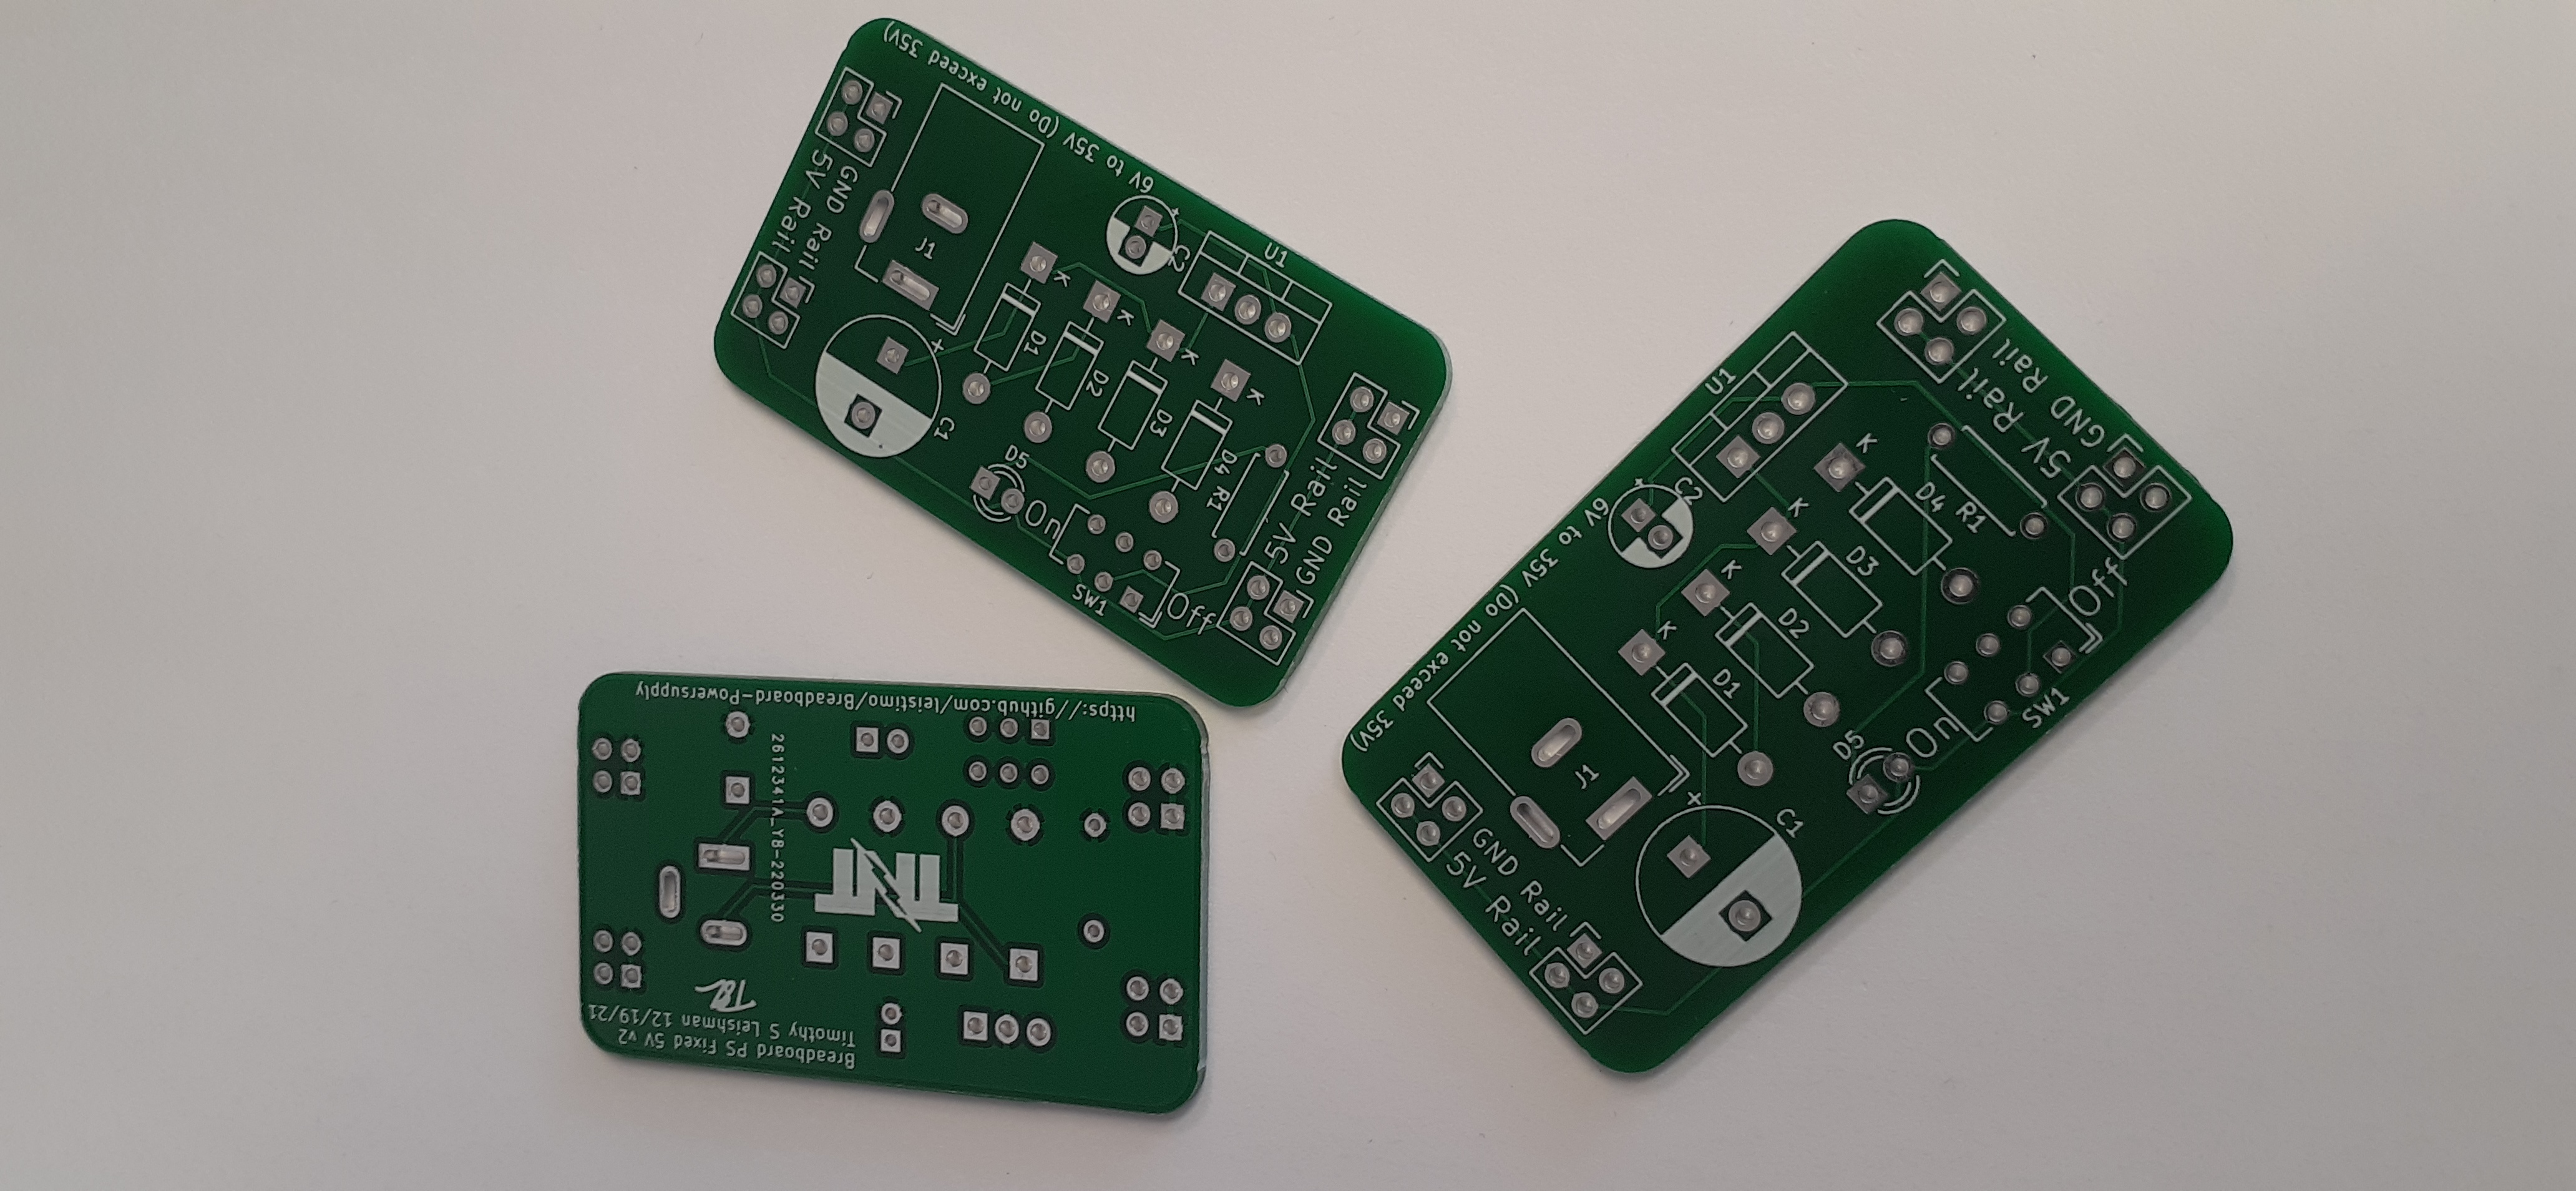 Breadboard PS Fixed 5V v2
Timothy S Leishman 12/19/21
TSL
2612341A_Y8-220330
TNT
https://github.com/leistimo/Breadboard-Powersupply
5V Rail
GND Rail
J1
C1
+
D5
On
SW1
Off
D1
K
D2
K
D3
K
D4
K
R1
C2
+
U1
6V to 35V (Do not exceed 35V)
5V Rail
GND Rail
6V to 35V (Do not exceed 35V)
5V Rail
GND Rail
J1
C1
+
D1
K
D2
K
D3
K
D4
K
R1
C2
+
U1
D5
On
SW1
Off
5V Rail
GND Rail